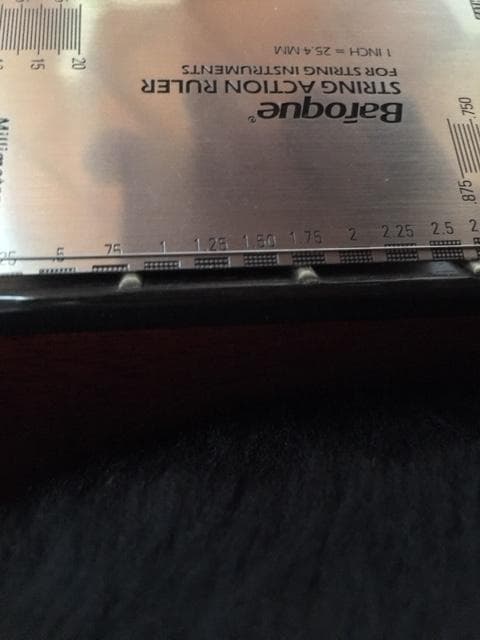 Baroque®
STRING ACTION RULER
FOR STRING INSTRUMENTS
1 INCH = 25.4 MM
15
20
.750
.875
.5 .75 1 1.25 1.50 1.75 2 2.25 2.5